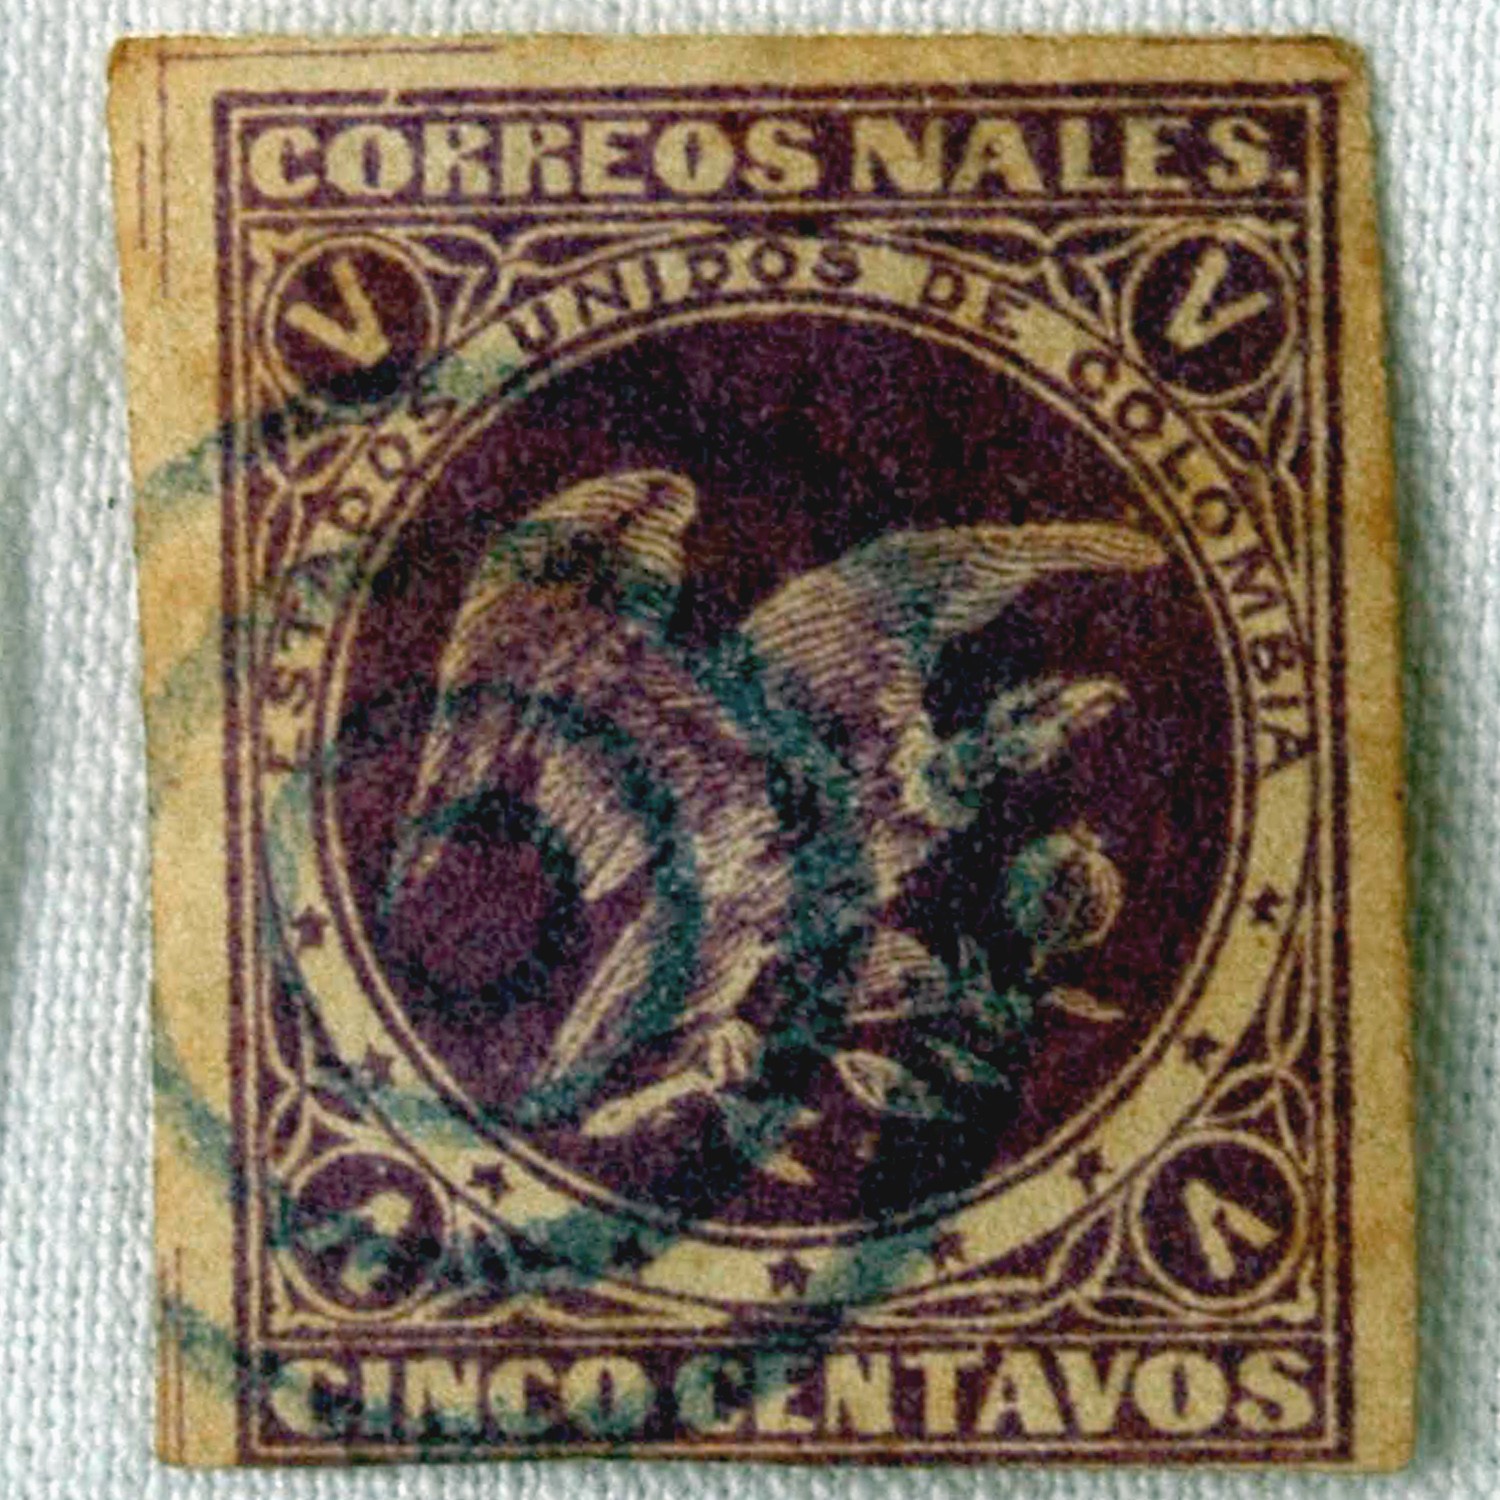 CORREOS NALES.
V V
ESTADOS UNIDOS DE COLOMBIA
V V
CINCO CENTAVOS